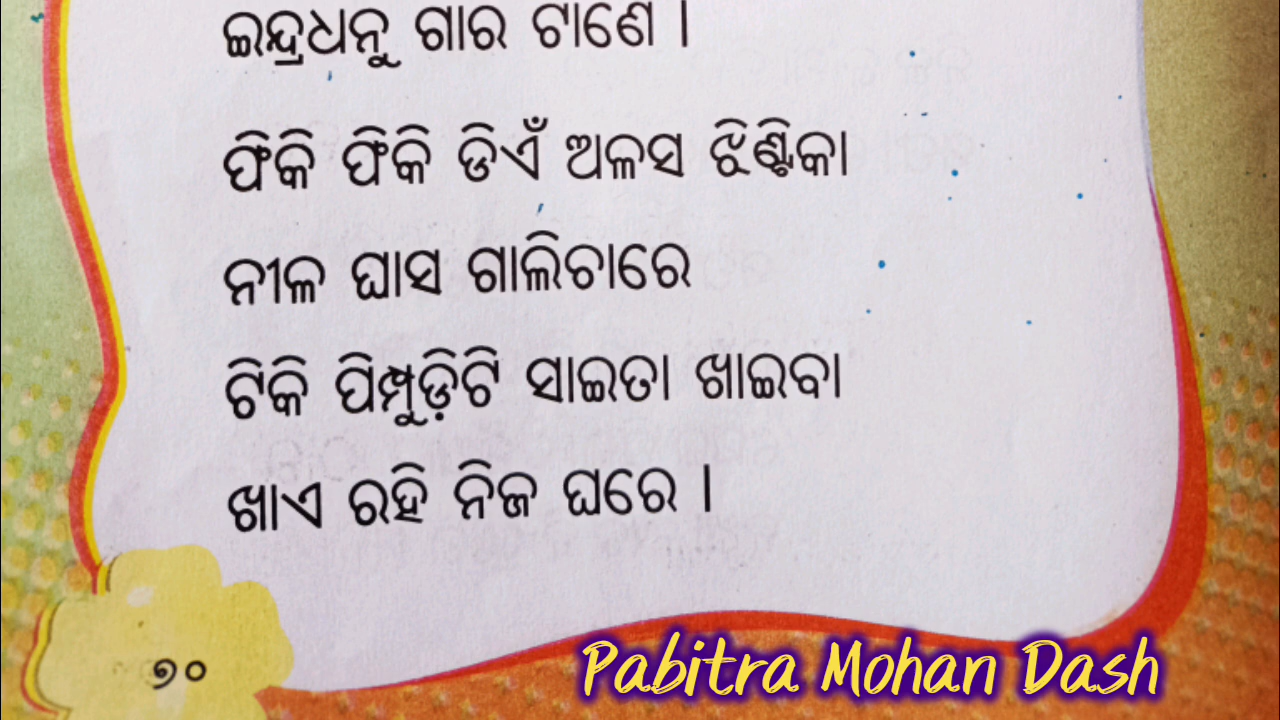 ଇନ୍ଦ୍ରଧନୁ ଗାର ଟାଣେ ।
ଫିକି ଫିକି ଡିଏଁ ଅଳସ ଝିଣ୍ଟିକା
ନୀଳ ଘାସ ଗାଲିଚାରେ
ଟିକି ପିମ୍ପୁଡ଼ିଟି ସାଇତା ଖାଇବା
ଖାଏ ରହି ନିଜ ଘରେ ।
୭୦
Pabitra Mohan Dash